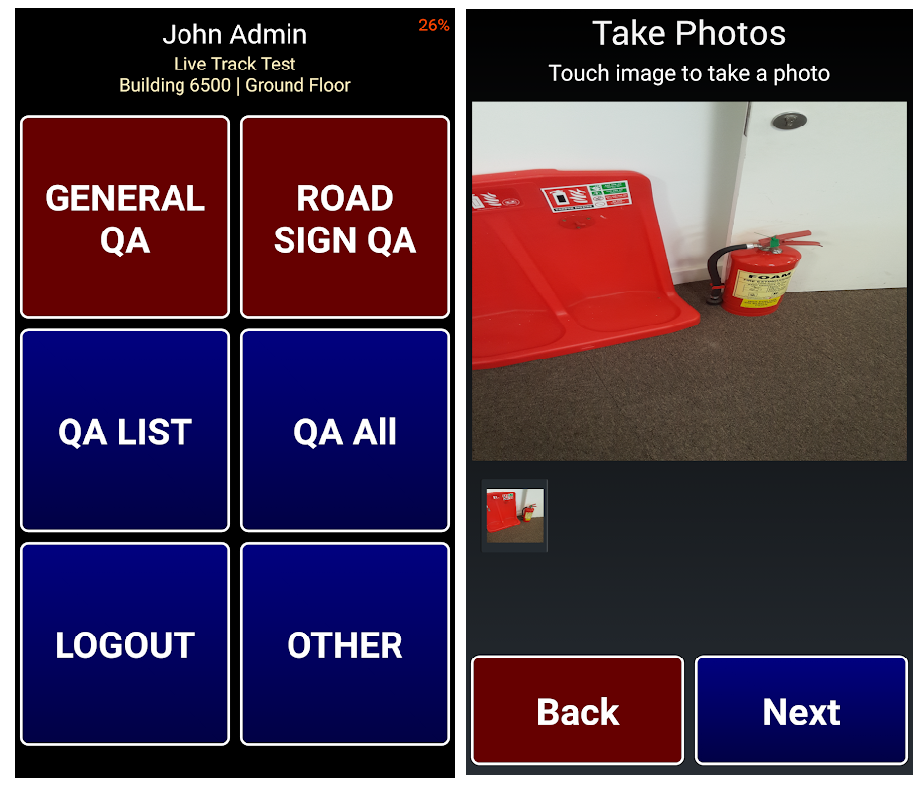 John Admin
26%
Live Track Test
Building 6500 | Ground Floor
GENERAL
QA
ROAD
SIGN QA
QA LIST
QA All
LOGOUT
OTHER
Take Photos
Touch image to take a photo
FOAM
Back
Next